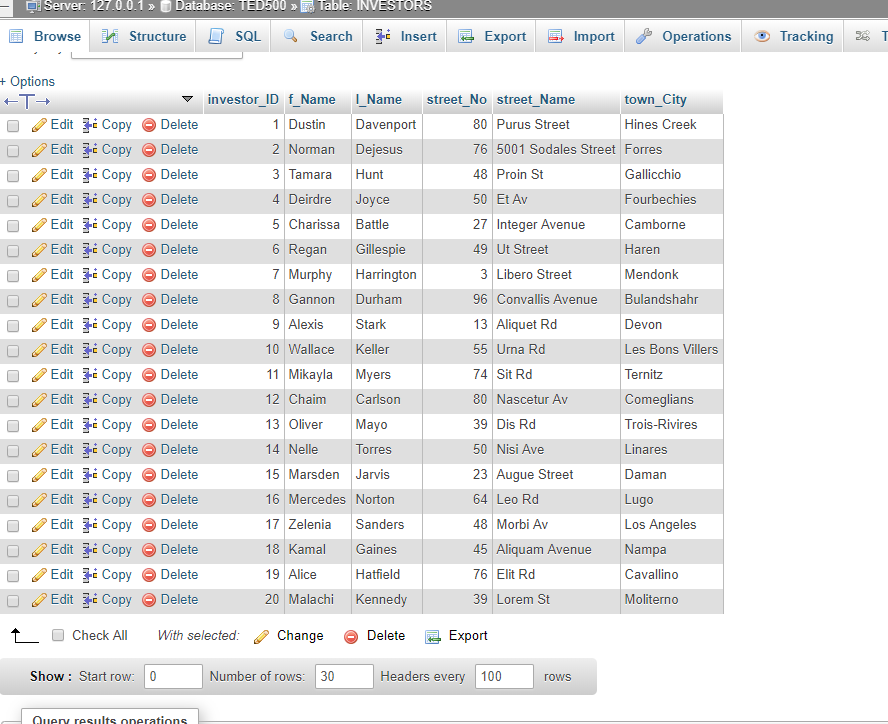 Server: 127.0.0.1 » Database: TED500 » Table: INVESTORS
Browse Structure SQL Search Insert Export Import Operations Tracking T
+ Options
←T→ investor_ID f_Name l_Name street_No street_Name town_City
Edit Copy Delete 1 Dustin Davenport 80 Purus Street Hines Creek
Edit Copy Delete 2 Norman Dejesus 76 5001 Sodales Street Forres
Edit Copy Delete 3 Tamara Hunt 48 Proin St Gallicchio
Edit Copy Delete 4 Deirdre Joyce 50 Et Av Fourbechies
Edit Copy Delete 5 Charissa Battle 27 Integer Avenue Camborne
Edit Copy Delete 6 Regan Gillespie 49 Ut Street Haren
Edit Copy Delete 7 Murphy Harrington 3 Libero Street Mendonk
Edit Copy Delete 8 Gannon Durham 96 Convallis Avenue Bulandshahr
Edit Copy Delete 9 Alexis Stark 13 Aliquet Rd Devon
Edit Copy Delete 10 Wallace Keller 55 Urna Rd Les Bons Villers
Edit Copy Delete 11 Mikayla Myers 74 Sit Rd Ternitz
Edit Copy Delete 12 Chaim Carlson 80 Nascetur Av Comeglians
Edit Copy Delete 13 Oliver Mayo 39 Dis Rd Trois-Rivires
Edit Copy Delete 14 Nelle Torres 50 Nisi Ave Linares
Edit Copy Delete 15 Marsden Jarvis 23 Augue Street Daman
Edit Copy Delete 16 Mercedes Norton 64 Leo Rd Lugo
Edit Copy Delete 17 Zelenia Sanders 48 Morbi Av Los Angeles
Edit Copy Delete 18 Kamal Gaines 45 Aliquam Avenue Nampa
Edit Copy Delete 19 Alice Hatfield 76 Elit Rd Cavallino
Edit Copy Delete 20 Malachi Kennedy 39 Lorem St Moliterno
Check All With selected: Change Delete Export
Show : Start row: 0 Number of rows: 30 Headers every 100 rows
Query results operations